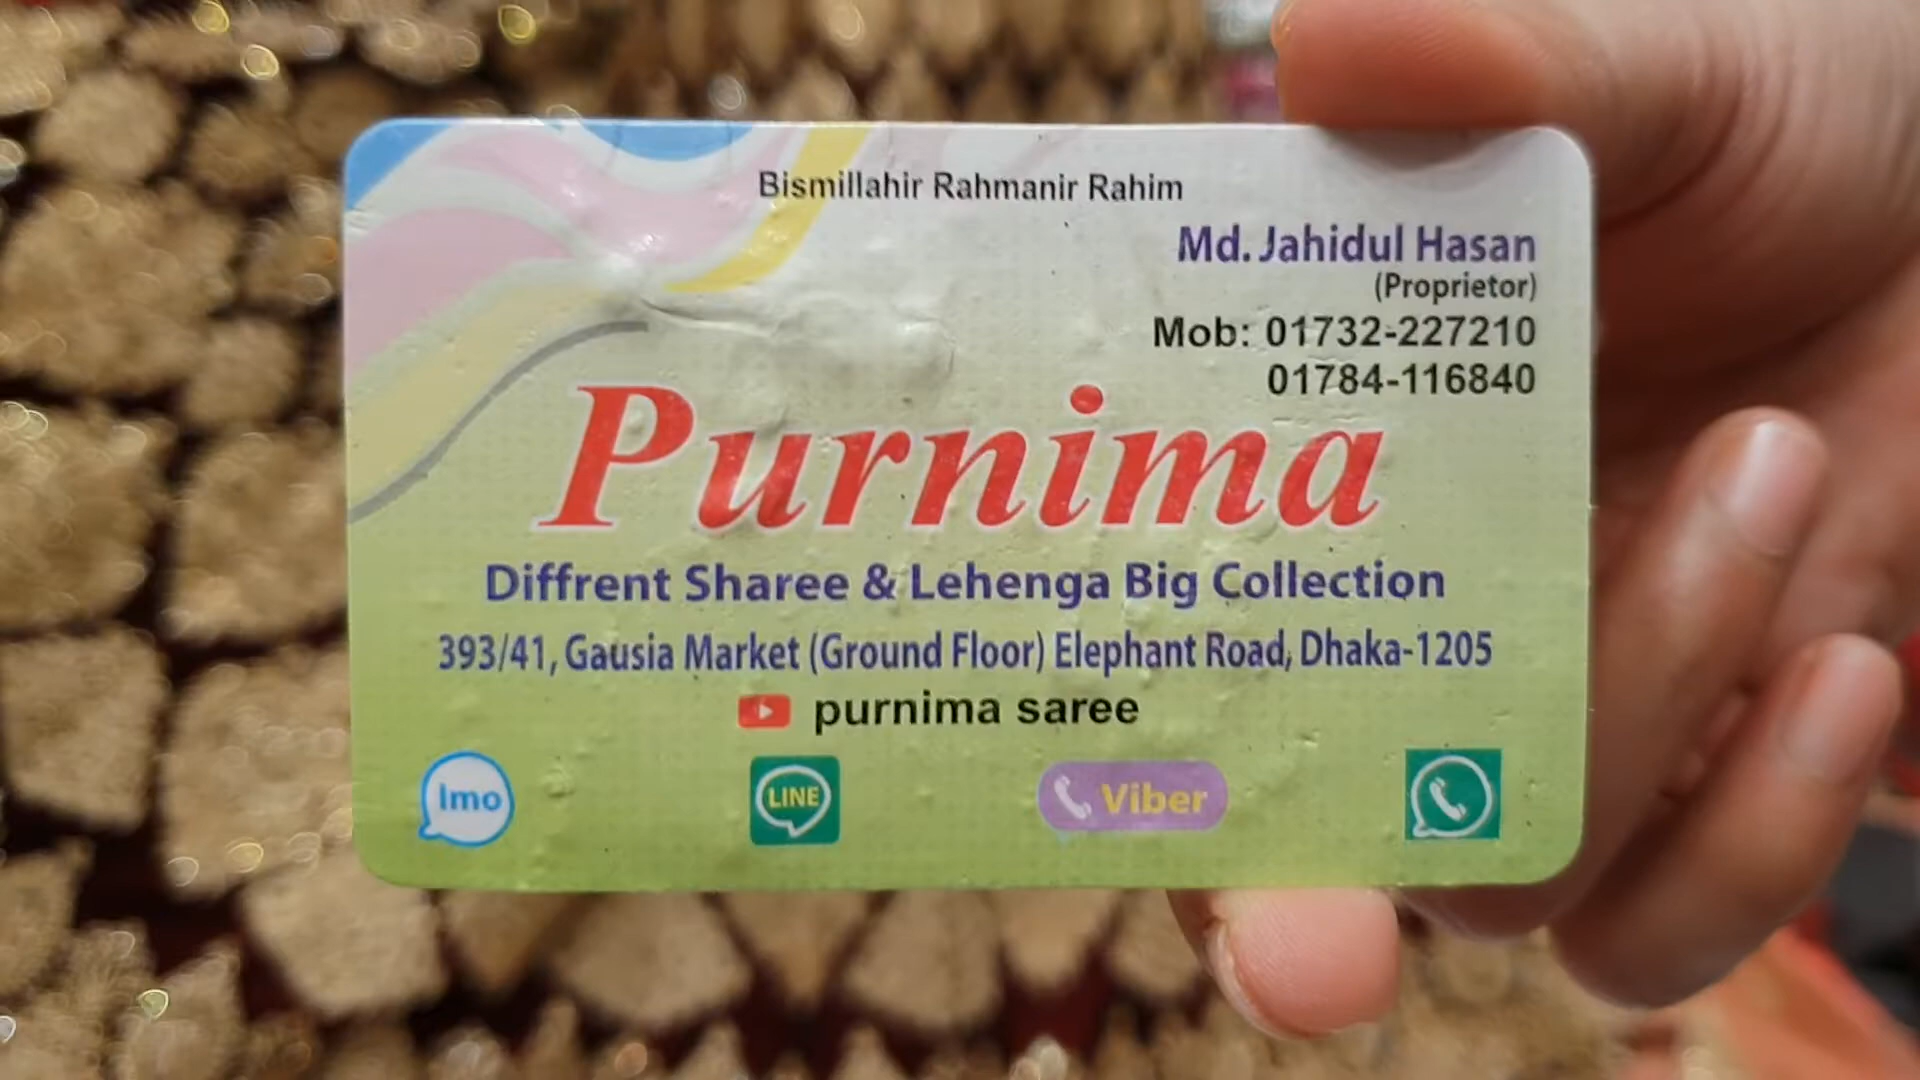 Bismillahir Rahmanir Rahim
Md. Jahidul Hasan
(Proprietor)
Mob: 01732-227210
01784-116840
Purnima
Diffrent Sharee & Lehenga Big Collection
393/41, Gausia Market (Ground Floor) Elephant Road, Dhaka-1205
purnima saree
Imo LINE Viber